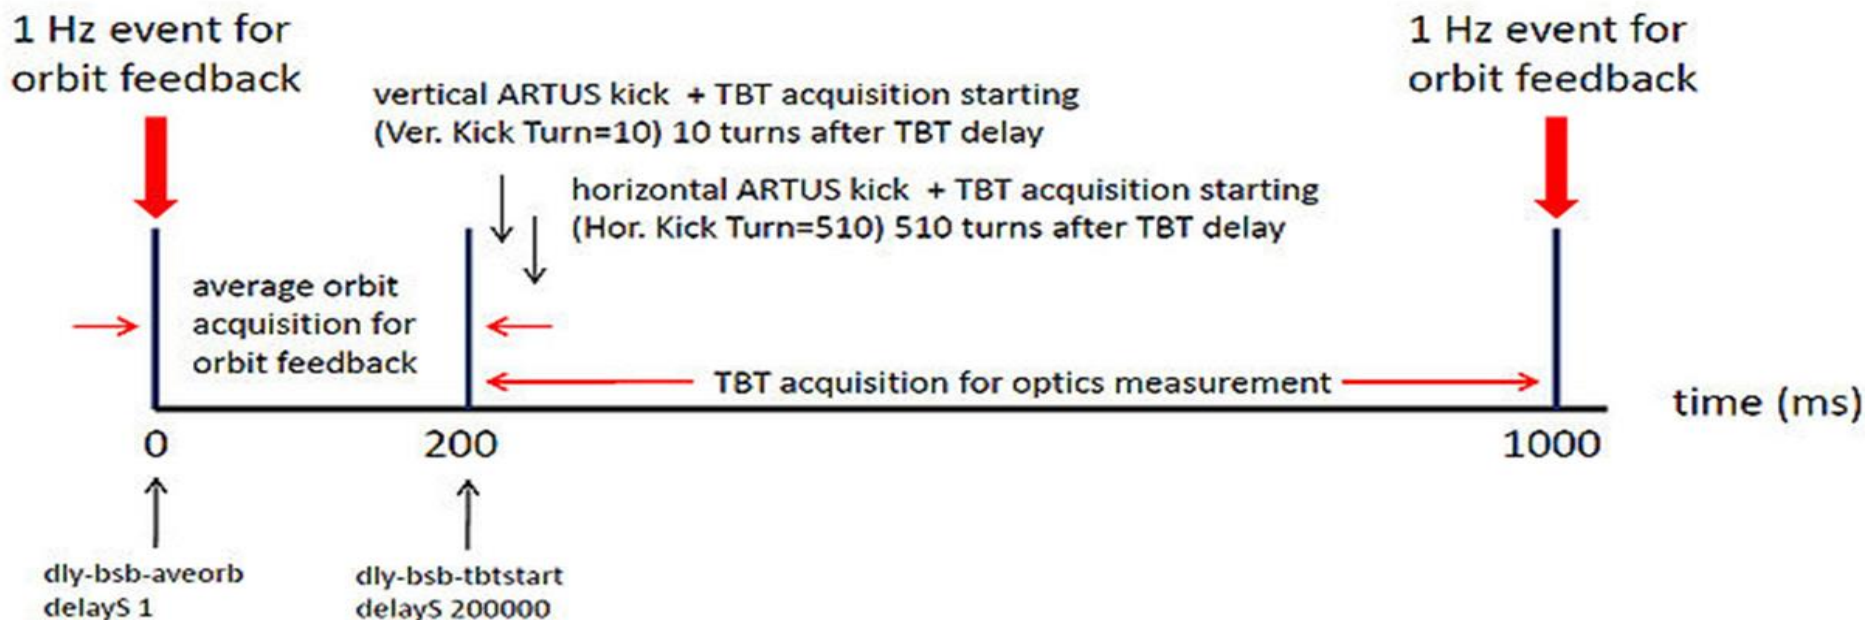 1 Hz event for
orbit feedback
1 Hz event for
orbit feedback
vertical ARTUS kick + TBT acquisition starting
(Ver. Kick Turn=10) 10 turns after TBT delay
horizontal ARTUS kick + TBT acquisition starting
(Hor. Kick Turn=510) 510 turns after TBT delay
average orbit
acquisition for
orbit feedback
TBT acquisition for optics measurement
time (ms)
0
200
1000
dly-bsb-aveorb
delayS 1
dly-bsb-tbtstart
delayS 200000